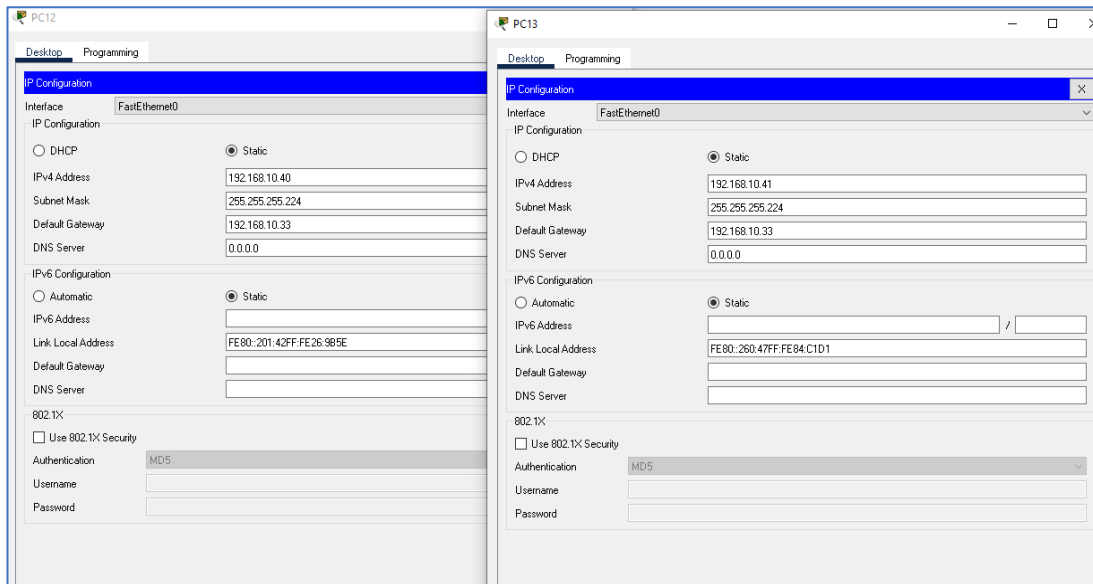 PC12
Desktop Programming
IP Configuration
Interface FastEthernet0
IP Configuration
DHCP Static
IPv4 Address 192.168.10.40
Subnet Mask 255.255.255.224
Default Gateway 192.168.10.33
DNS Server 0.0.0.0
IPv6 Configuration
Automatic Static
IPv6 Address
Link Local Address FE80::201:42FF:FE26:9B5E
Default Gateway
DNS Server
802.1X
Use 802.1X Security
Authentication MD5
Username
Password
PC13
Desktop Programming
IP Configuration X
Interface FastEthernet0
IP Configuration
DHCP Static
IPv4 Address 192.168.10.41
Subnet Mask 255.255.255.224
Default Gateway 192.168.10.33
DNS Server 0.0.0.0
IPv6 Configuration
Automatic Static
IPv6 Address /
Link Local Address FE80::260:47FF:FE84:C1D1
Default Gateway
DNS Server
802.1X
Use 802.1X Security
Authentication MD5
Username
Password